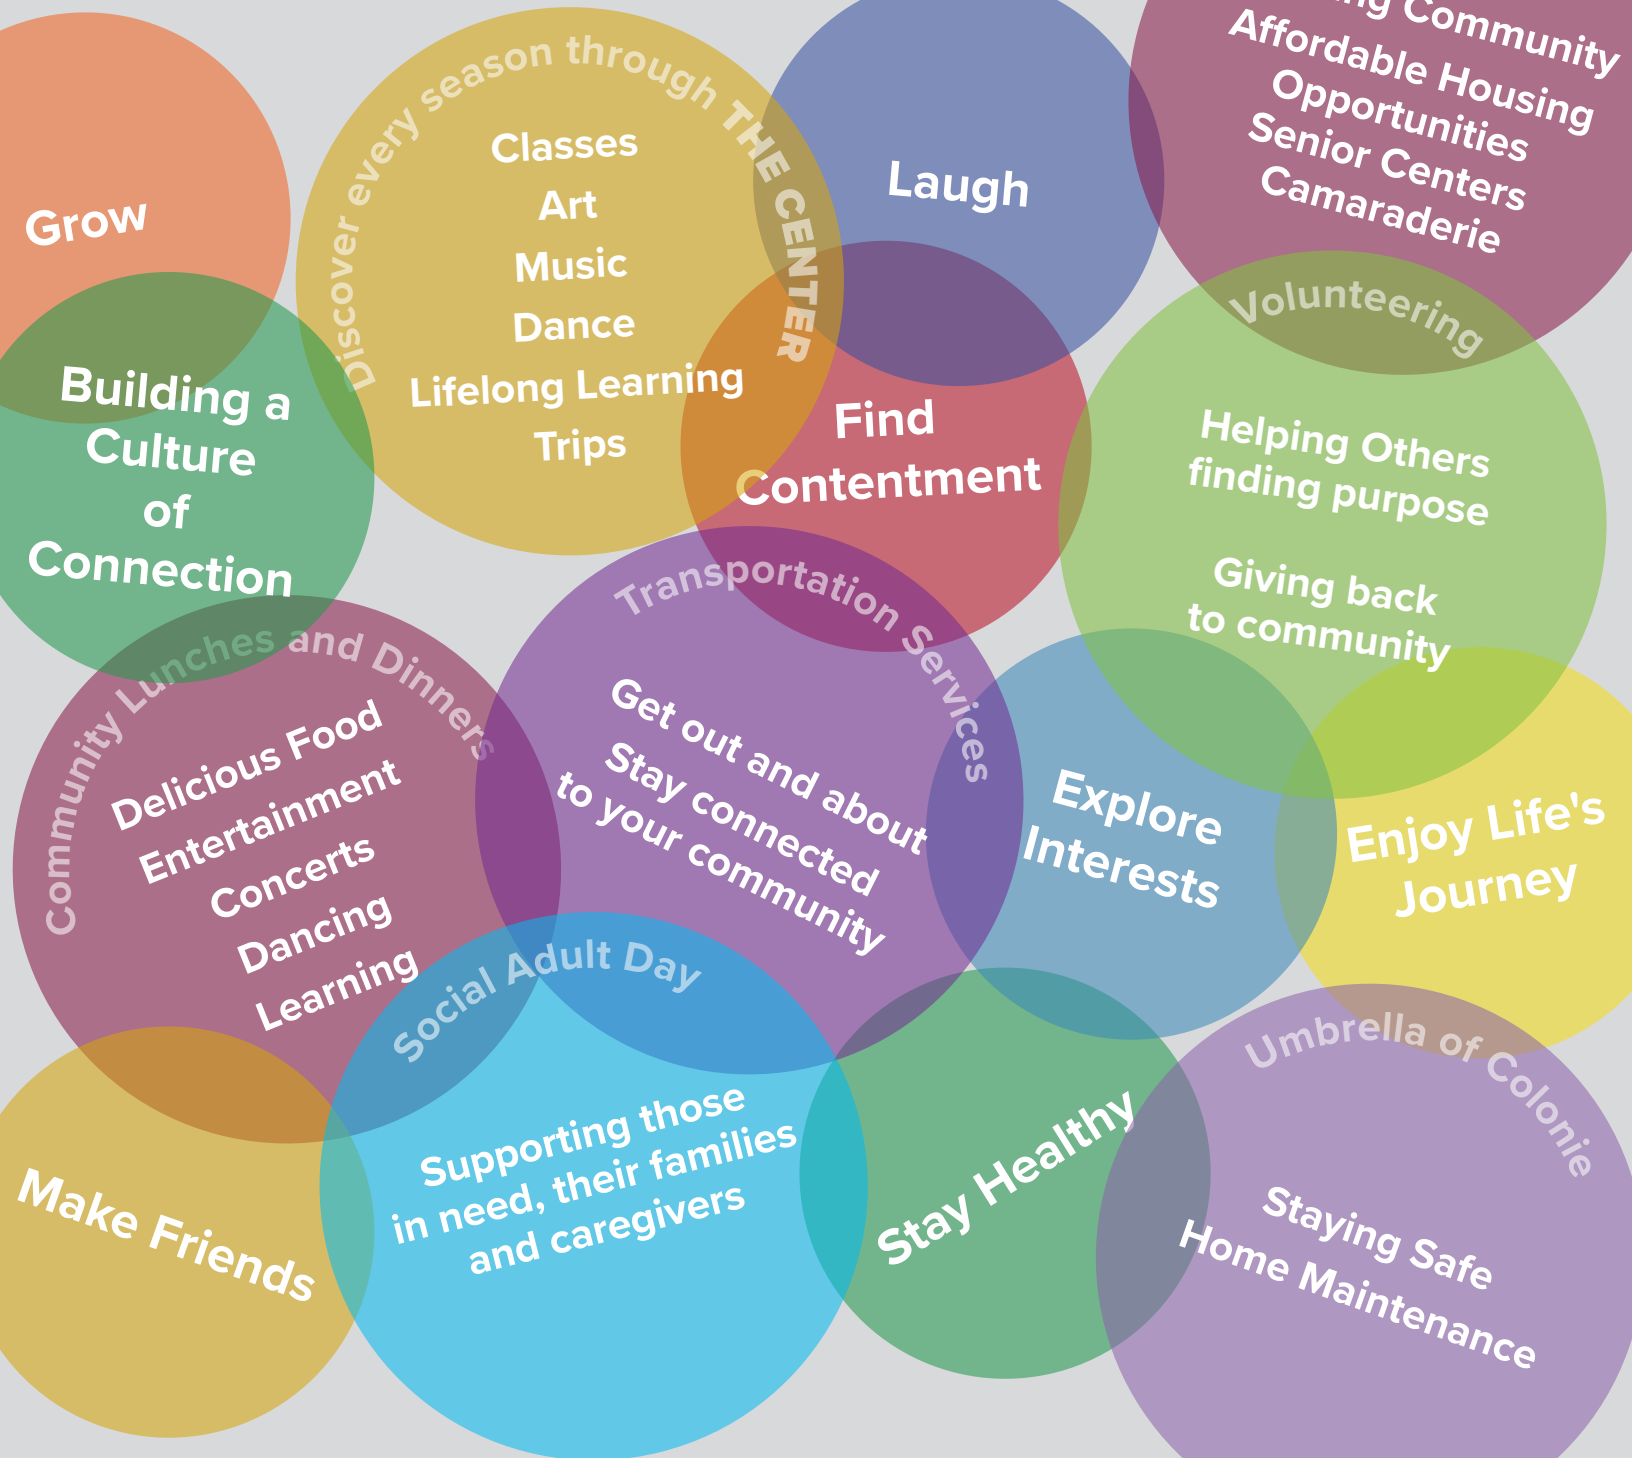 Grow
Discover every season through THE CENTER
Classes
Art
Music
Dance
Lifelong Learning
Trips
Laugh
Community
Affordable Housing
Opportunities
Senior Centers
Camaraderie
Building a
Culture
of
Connection
Find
Contentment
Volunteering
Helping Others
finding purpose
Giving back
to community
Community Lunches and Dinners
Delicious Food
Entertainment
Concerts
Dancing
Learning
Transportation Services
Get out and about
Stay connected
to your community
Explore
Interests
Enjoy Life's
Journey
Make Friends
Social Adult Day
Supporting those
in need, their families
and caregivers
Stay Healthy
Umbrella of Colonie
Staying Safe
Home Maintenance